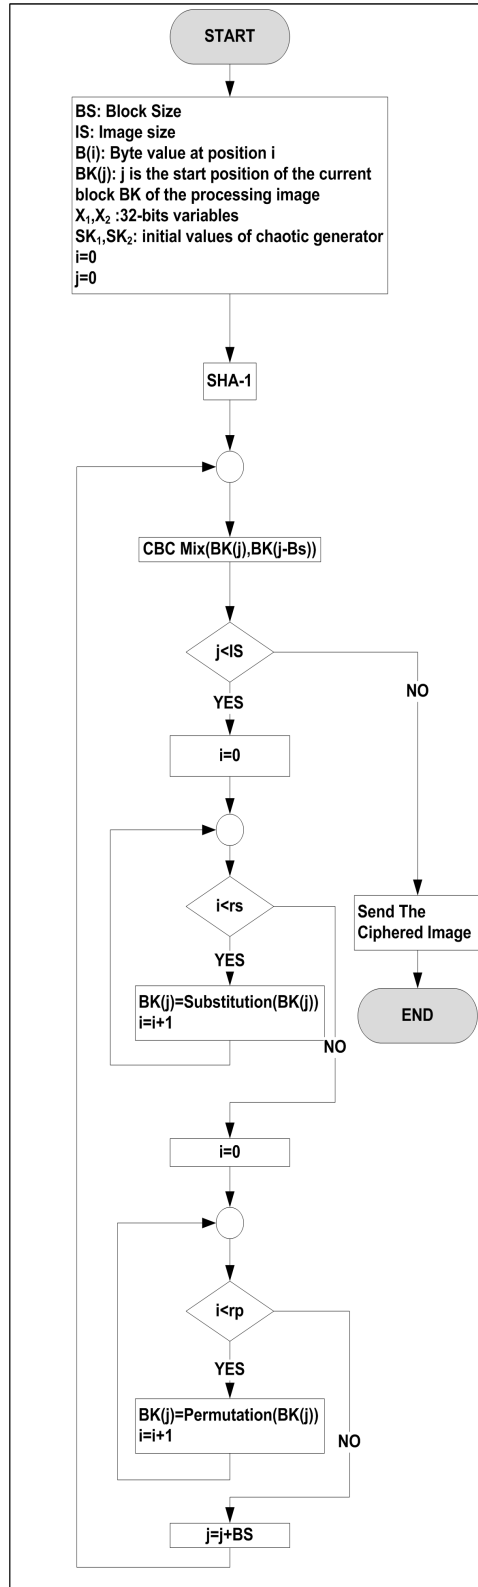 START
BS: Block Size
IS: Image size
B(i): Byte value at position i
BK(j): j is the start position of the current
block BK of the processing image
X₁,X₂ :32-bits variables
SK₁,SK₂: initial values of chaotic generator
i=0
j=0
SHA-1
CBC Mix(BK(j),BK(j-Bs))
j<IS
NO
YES
i=0
i<rs
Send The
Ciphered Image
YES
BK(j)=Substitution(BK(j))
i=i+1
END
NO
i=0
i<rp
YES
BK(j)=Permutation(BK(j))
i=i+1
NO
j=j+BS